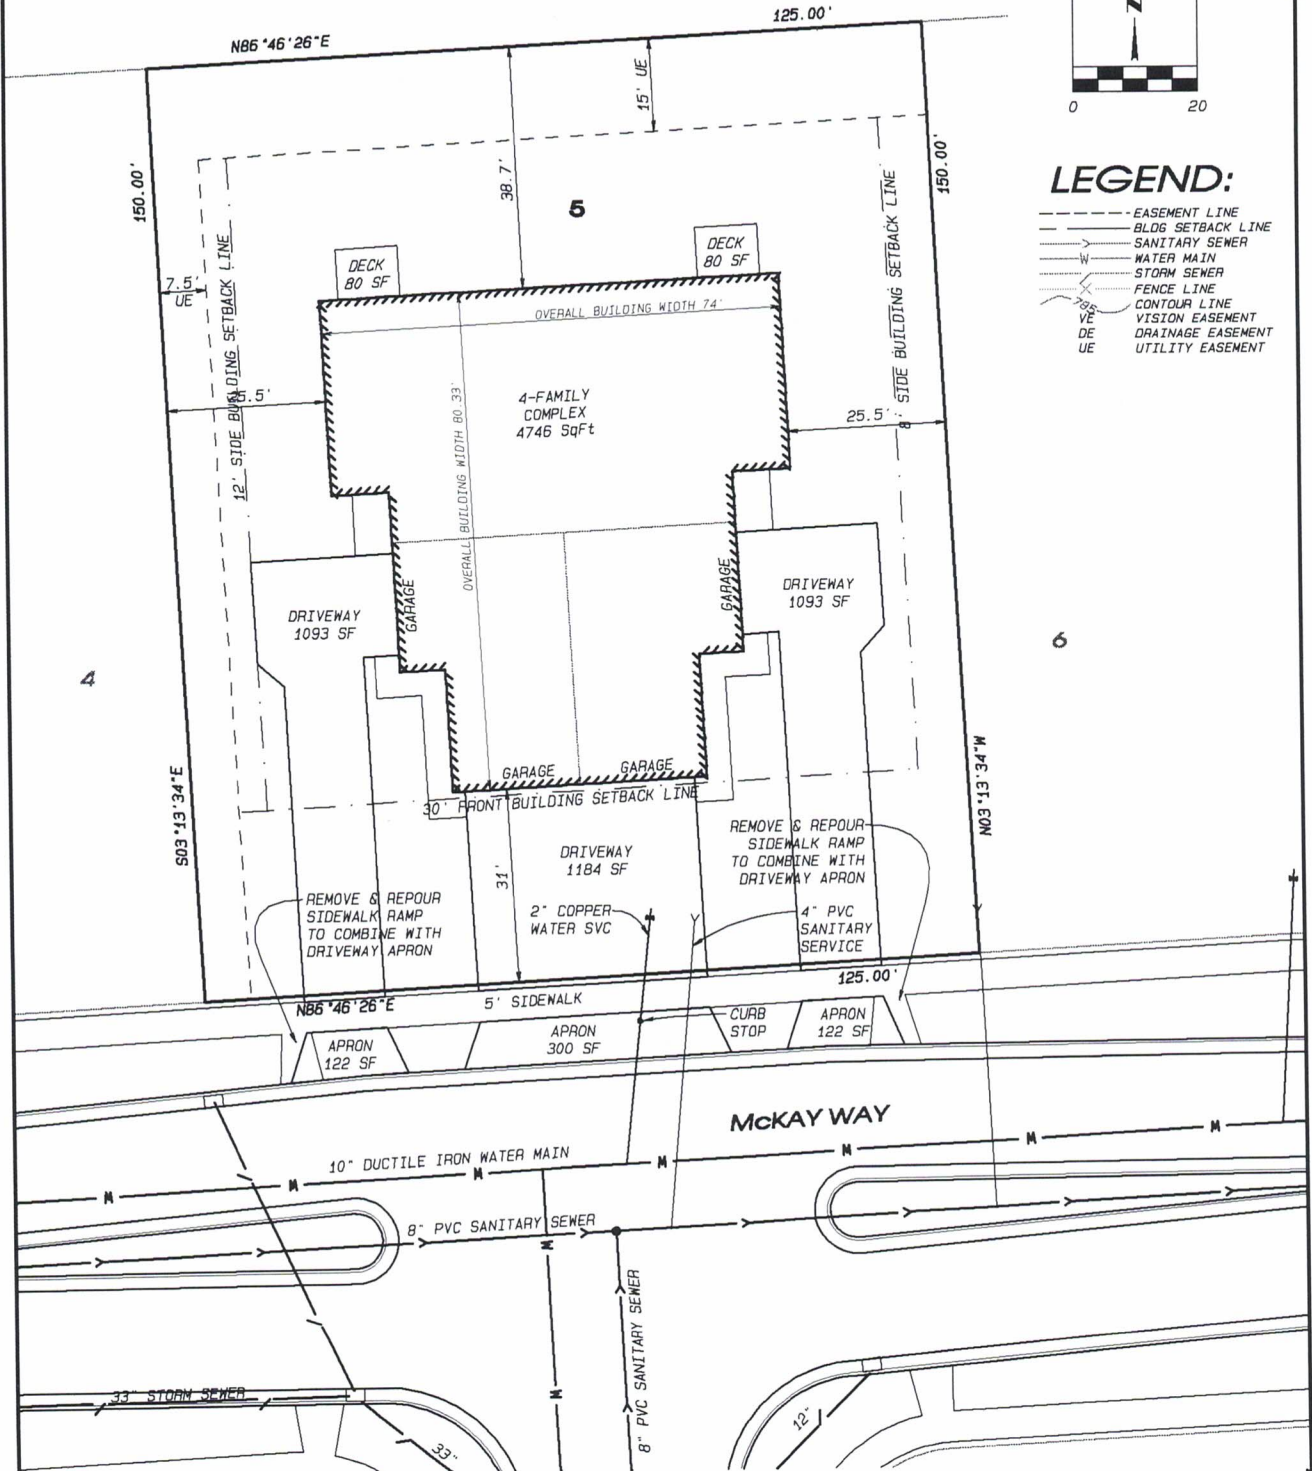 125.00'
N86°46'26"E
N
0 20
15' UE
150.00'
150.00'
38.7'
5
LEGEND:
EASEMENT LINE
BLDG SETBACK LINE
SANITARY SEWER
W WATER MAIN
STORM SEWER
FENCE LINE
785 CONTOUR LINE
VE VISION EASEMENT
DE DRAINAGE EASEMENT
UE UTILITY EASEMENT
DECK
80 SF
DECK
80 SF
7.5'
UE
12' SIDE BUILDING SETBACK LINE
8' SIDE BUILDING SETBACK LINE
OVERALL BUILDING WIDTH 74'
OVERALL BUILDING WIDTH 80.33'
4-FAMILY
COMPLEX
4746 SqFt
5.5'
25.5'
GARAGE
GARAGE
DRIVEWAY
1093 SF
DRIVEWAY
1093 SF
4
6
S03°13'34"E
N03°13'34"W
GARAGE
GARAGE
30' FRONT BUILDING SETBACK LINE
31'
DRIVEWAY
1184 SF
REMOVE & REPOUR
SIDEWALK RAMP
TO COMBINE WITH
DRIVEWAY APRON
REMOVE & REPOUR
SIDEWALK RAMP
TO COMBINE WITH
DRIVEWAY APRON
2" COPPER
WATER SVC
4" PVC
SANITARY
SERVICE
125.00'
N86°46'26"E
5' SIDEWALK
CURB
STOP
APRON
122 SF
APRON
300 SF
APRON
122 SF
McKAY WAY
10" DUCTILE IRON WATER MAIN
W W W W W W W
8" PVC SANITARY SEWER
W
8" PVC SANITARY SEWER
W
33" STORM SEWER
33"
12"